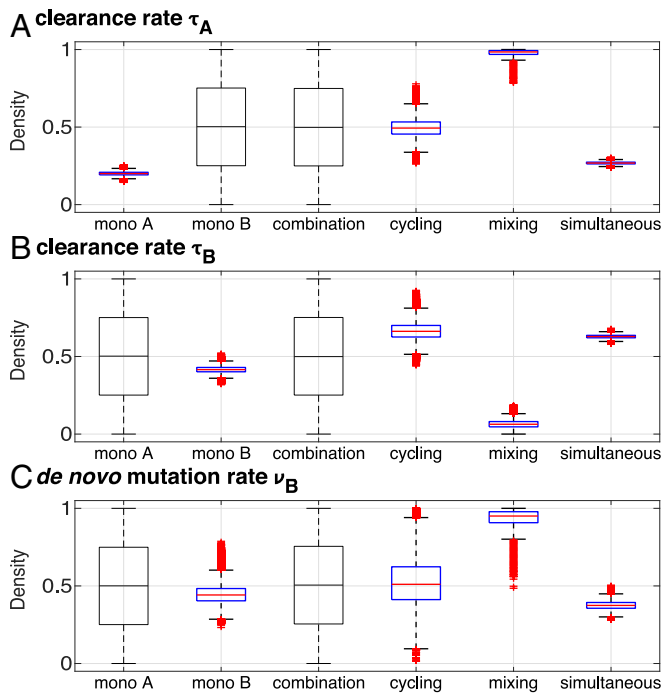 A clearance rate τA
Density
1
0.5
0
mono A mono B combination cycling mixing simultaneous
B clearance rate τB
Density
1
0.5
0
mono A mono B combination cycling mixing simultaneous
C de novo mutation rate νB
Density
1
0.5
0
mono A mono B combination cycling mixing simultaneous